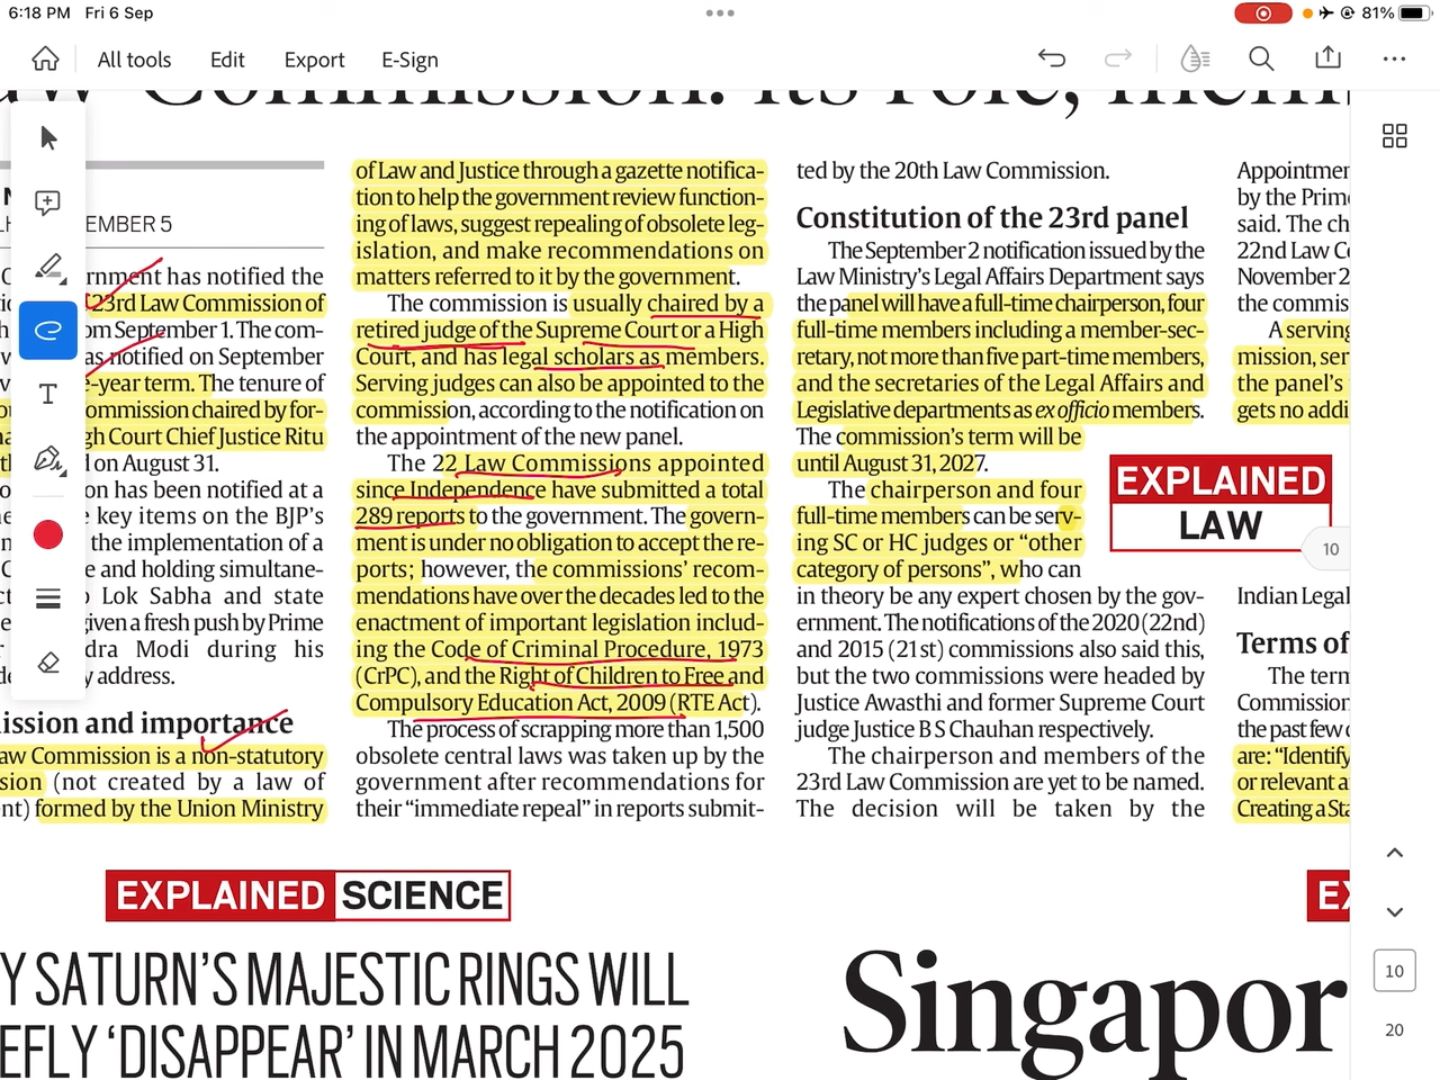 6:18 PM Fri 6 Sep
81%
All tools
Edit
Export
E-Sign
Commission: its role,
EMBER 5
rnment has notified the
23rd Law Commission of
om September 1. The com-
as notified on September
-year term. The tenure of
ommission chaired by for-
gh Court Chief Justice Ritu
d on August 31.
on has been notified at a
key items on the BJP's
the implementation of a
e and holding simultane-
Lok Sabha and state
given a fresh push by Prime
dra Modi during his
y address.
ission and importance
aw Commission is a non-statutory
sion (not created by a law of
nt) formed by the Union Ministry
of Law and Justice through a gazette notifica-
tion to help the government review function-
ing of laws, suggest repealing of obsolete leg-
islation, and make recommendations on
matters referred to it by the government.
The commission is usually chaired by a
retired judge of the Supreme Court or a High
Court, and has legal scholars as members.
Serving judges can also be appointed to the
commission, according to the notification on
the appointment of the new panel.
The 22 Law Commissions appointed
since Independence have submitted a total
289 reports to the government. The govern-
ment is under no obligation to accept the re-
ports; however, the commissions' recom-
mendations have over the decades led to the
enactment of important legislation includ-
ing the Code of Criminal Procedure, 1973
(CrPC), and the Right of Children to Free and
Compulsory Education Act, 2009 (RTE Act).
The process of scrapping more than 1,500
obsolete central laws was taken up by the
government after recommendations for
their "immediate repeal" in reports submit-
ted by the 20th Law Commission.
Constitution of the 23rd panel
The September 2 notification issued by the
Law Ministry's Legal Affairs Department says
the panel will have a full-time chairperson, four
full-time members including a member-sec-
retary, not more than five part-time members,
and the secretaries of the Legal Affairs and
Legislative departments as ex officio members.
The commission's term will be
until August 31, 2027.
The chairperson and four
full-time members can be serv-
ing SC or HC judges or "other
category of persons", who can
in theory be any expert chosen by the gov-
ernment. The notifications of the 2020 (22nd)
and 2015 (21st) commissions also said this,
but the two commissions were headed by
Justice Awasthi and former Supreme Court
judge Justice B S Chauhan respectively.
The chairperson and members of the
23rd Law Commission are yet to be named.
The decision will be taken by the
EXPLAINED
LAW
Appointmen
by the Prim
said. The ch
22nd Law C
November 2
the commis
A serving
mission, ser
the panel's
gets no addi
Indian Legal
Terms of
The term
Commission
the past few
are: "Identify
or relevant a
Creating a Sta
10
EXPLAINED SCIENCE
Y SATURN'S MAJESTIC RINGS WILL
EFLY 'DISAPPEAR' IN MARCH 2025
EX
Singapor
10
20